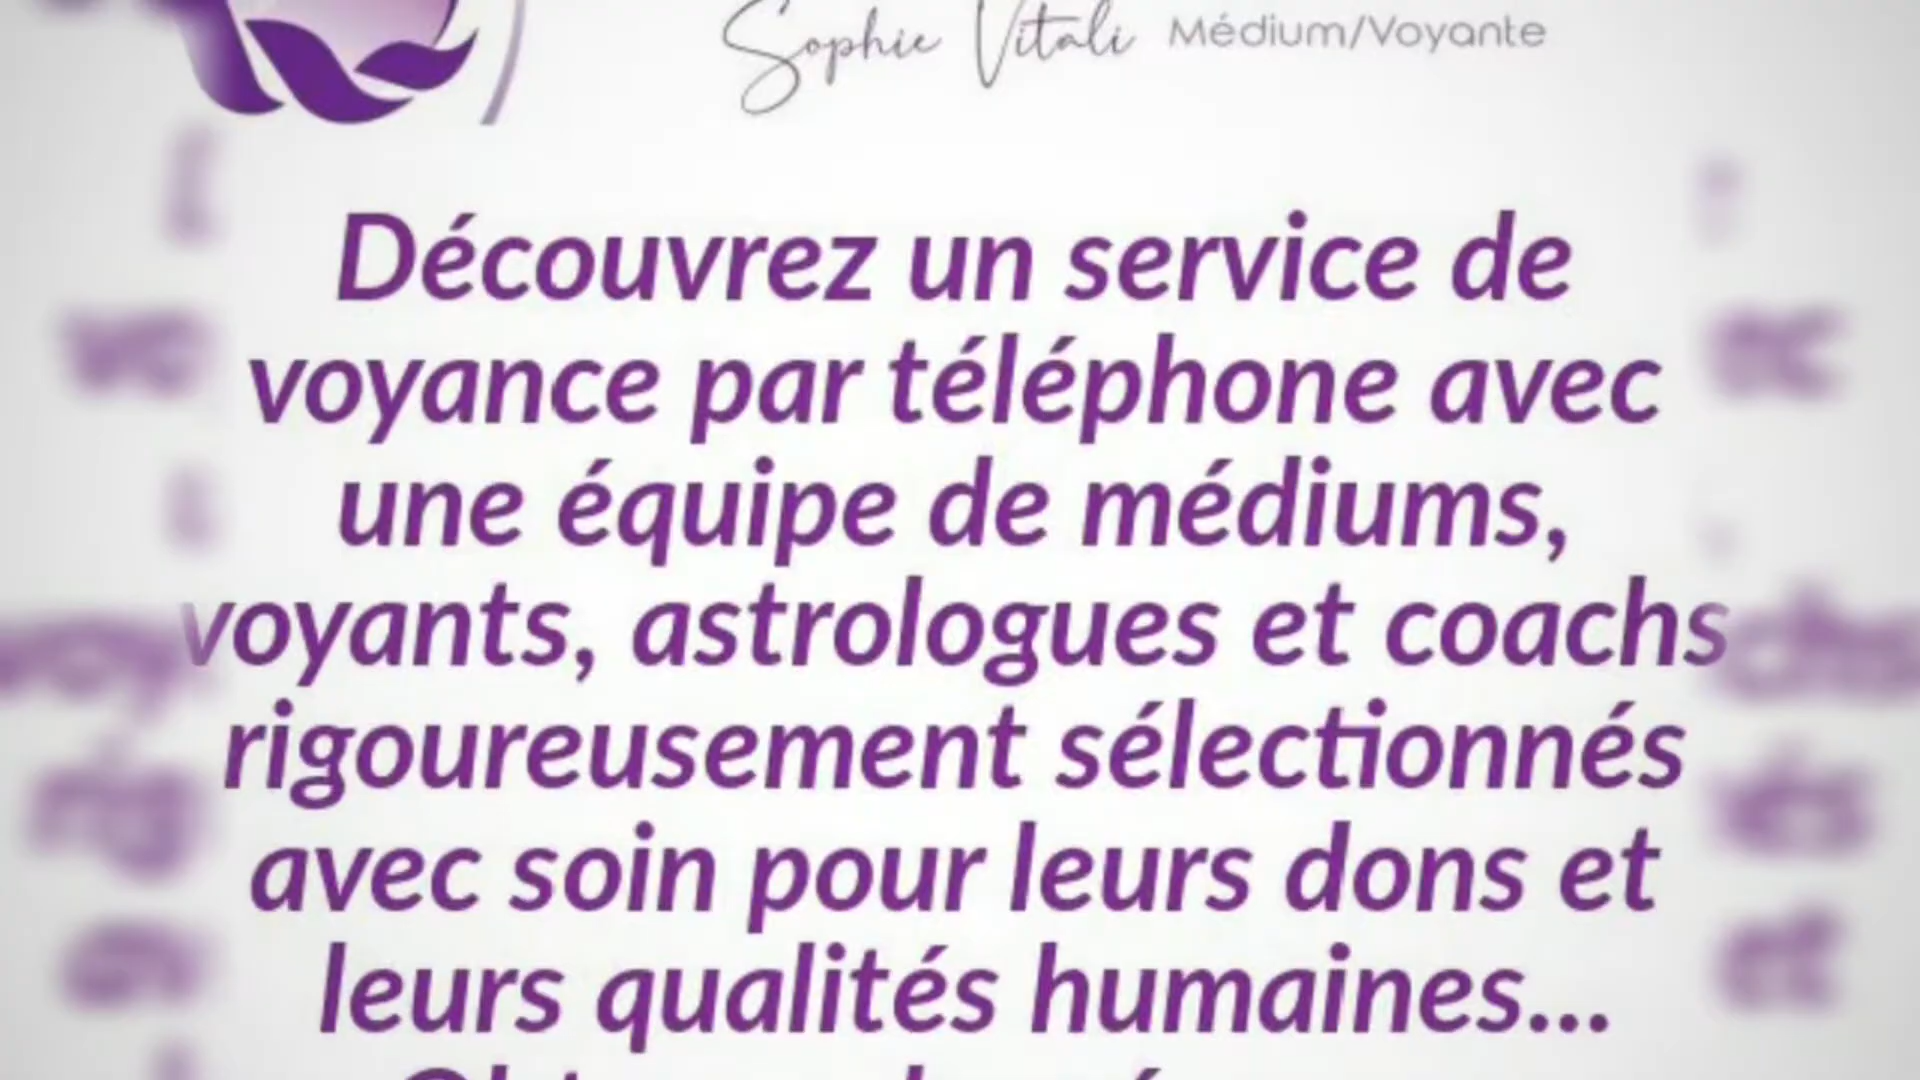 Sophie Vitali Médium/Voyante
Découvrez un service de
voyance par téléphone avec
une équipe de médiums,
voyants, astrologues et coachs
rigoureusement sélectionnés
avec soin pour leurs dons et
leurs qualités humaines...